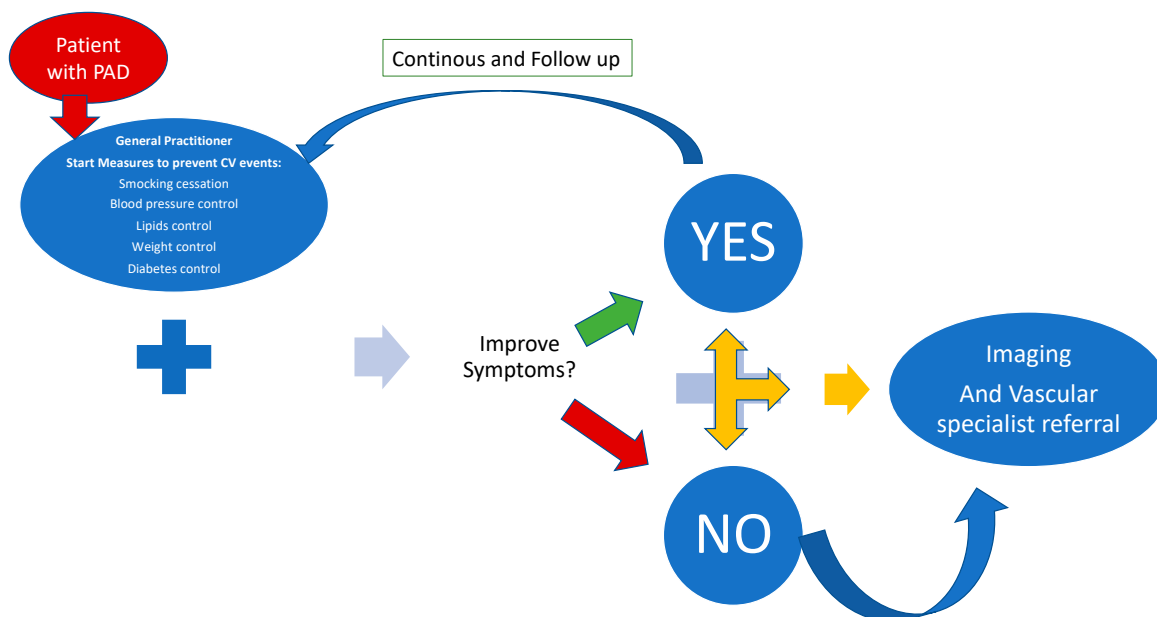 Patient
with PAD
Continous and Follow up
General Practitioner
Start Measures to prevent CV events:
Smocking cessation
Blood pressure control
Lipids control
Weight control
Diabetes control
YES
Improve
Symptoms?
Imaging
And Vascular
specialist referral
NO